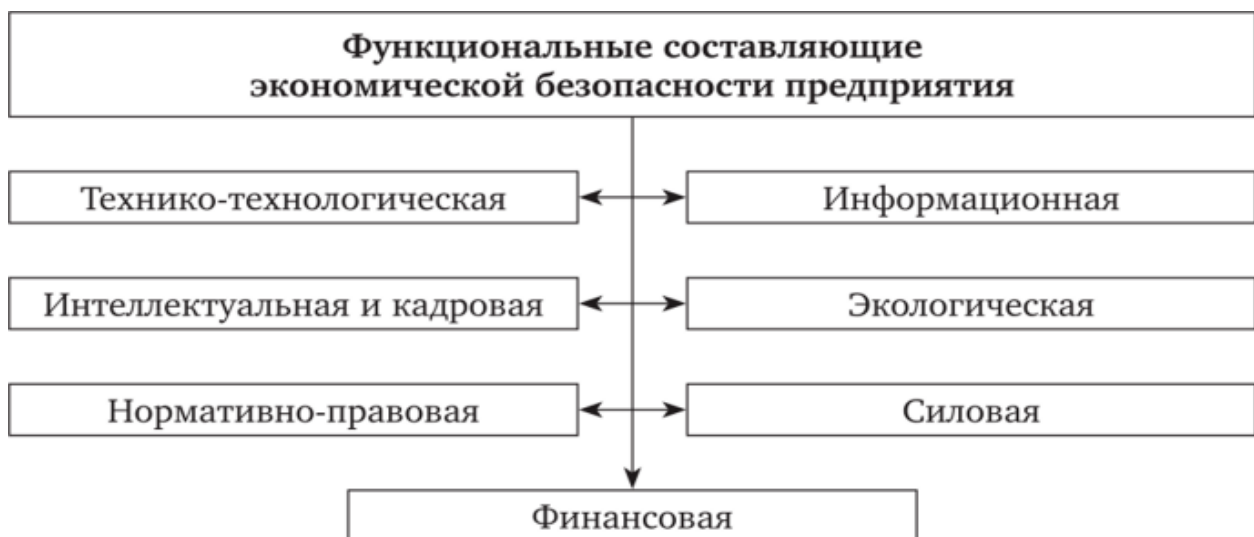 Функциональные составляющие
экономической безопасности предприятия
Технико-технологическая
Информационная
Интеллектуальная и кадровая
Экологическая
Нормативно-правовая
Силовая
Финансовая